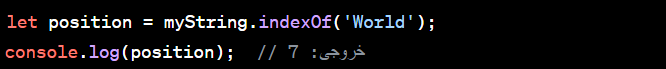 let position = myString.indexOf('World');
console.log(position);  // خروجی: 7